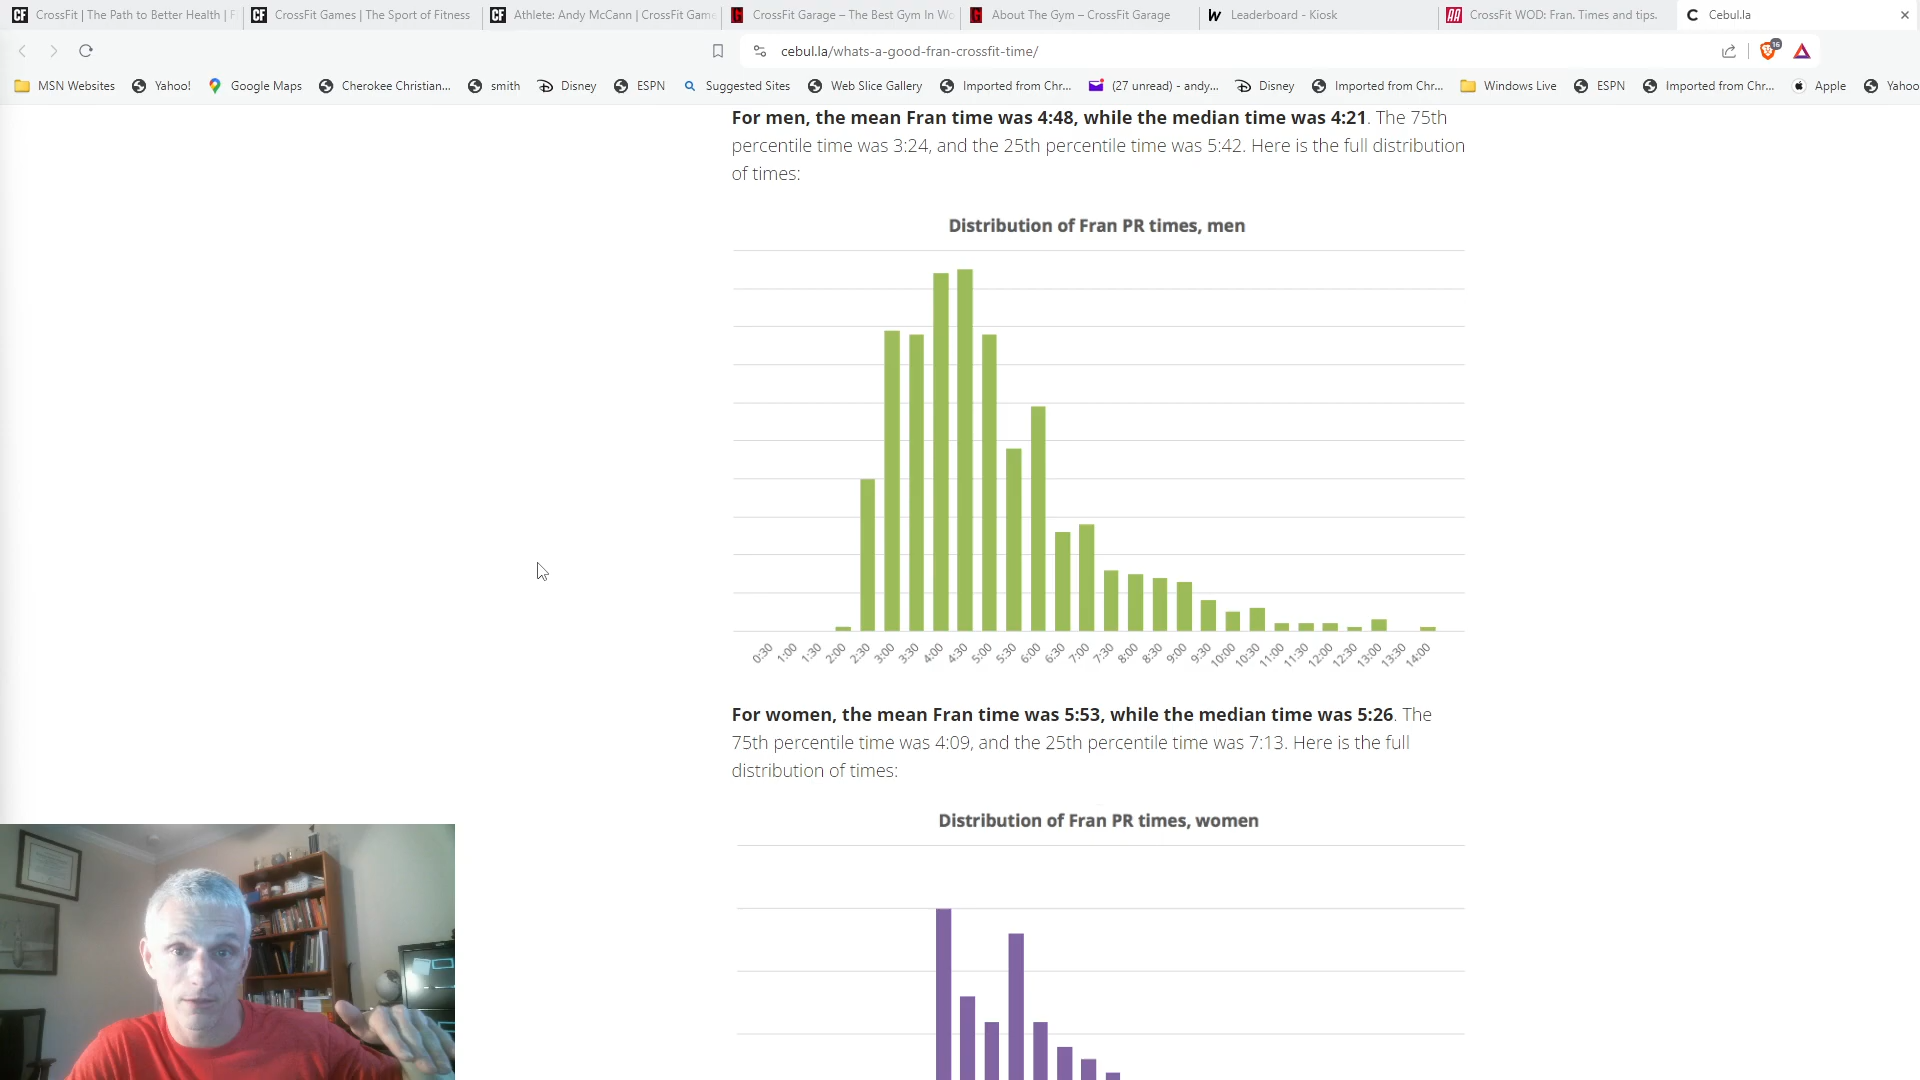 CrossFit | The Path to Better Health | F
CrossFit Games | The Sport of Fitness
Athlete: Andy McCann | CrossFit Game
CrossFit Garage – The Best Gym In Wo
About The Gym – CrossFit Garage
Leaderboard - Kiosk
CrossFit WOD: Fran. Times and tips.
Cebul.la
cebul.la/whats-a-good-fran-crossfit-time/
16
MSN Websites
Yahoo!
Google Maps
Cherokee Christian...
smith
Disney
ESPN
Suggested Sites
Web Slice Gallery
Imported from Chr...
(27 unread) - andy...
Disney
Imported from Chr...
Windows Live
ESPN
Imported from Chr...
Apple
Yahoo
For men, the mean Fran time was 4:48, while the median time was 4:21. The 75th
percentile time was 3:24, and the 25th percentile time was 5:42. Here is the full distribution
of times:
Distribution of Fran PR times, men
0:30 1:00 1:30 2:00 2:30 3:00 3:30 4:00 4:30 5:00 5:30 6:00 6:30 7:00 7:30 8:00 8:30 9:00 9:30 10:00 10:30 11:00 11:30 12:00 12:30 13:00 13:30 14:00
For women, the mean Fran time was 5:53, while the median time was 5:26. The
75th percentile time was 4:09, and the 25th percentile time was 7:13. Here is the full
distribution of times:
Distribution of Fran PR times, women